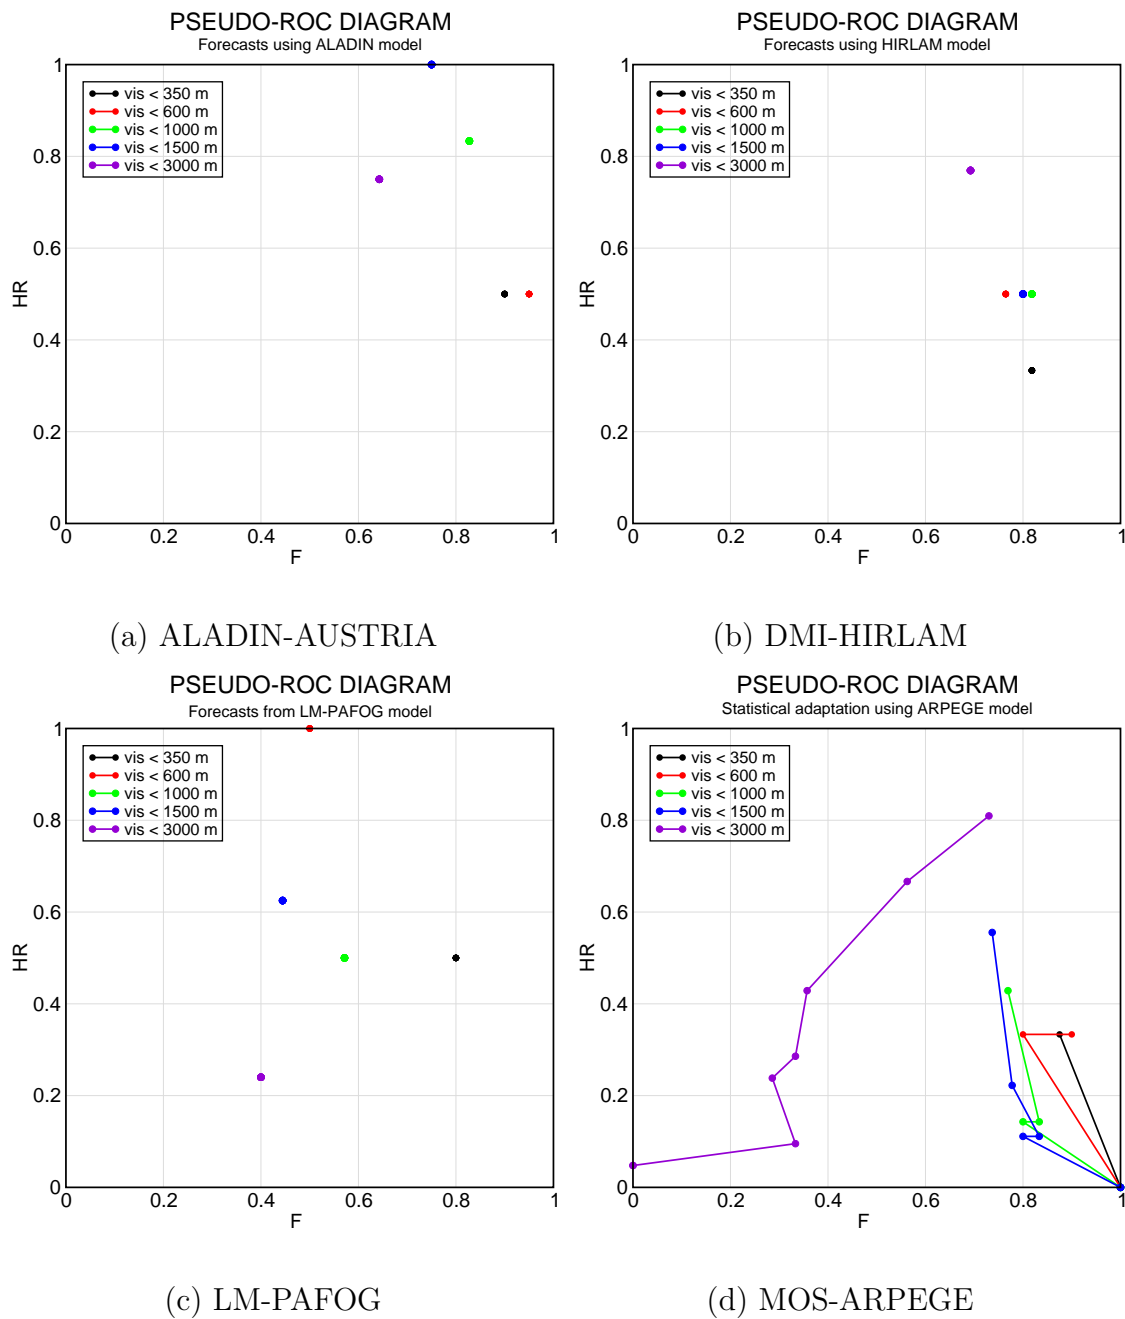 PSEUDO-ROC DIAGRAM
Forecasts using ALADIN model
1
0.8
0.6
0.4
0.2
0
HR
vis < 350 m
vis < 600 m
vis < 1000 m
vis < 1500 m
vis < 3000 m
0 0.2 0.4 0.6 0.8 1
F
(a) ALADIN-AUSTRIA
PSEUDO-ROC DIAGRAM
Forecasts using HIRLAM model
1
0.8
0.6
0.4
0.2
0
HR
vis < 350 m
vis < 600 m
vis < 1000 m
vis < 1500 m
vis < 3000 m
0 0.2 0.4 0.6 0.8 1
F
(b) DMI-HIRLAM
PSEUDO-ROC DIAGRAM
Forecasts from LM-PAFOG model
1
0.8
0.6
0.4
0.2
0
HR
vis < 350 m
vis < 600 m
vis < 1000 m
vis < 1500 m
vis < 3000 m
0 0.2 0.4 0.6 0.8 1
F
(c) LM-PAFOG
PSEUDO-ROC DIAGRAM
Statistical adaptation using ARPEGE model
1
0.8
0.6
0.4
0.2
0
HR
vis < 350 m
vis < 600 m
vis < 1000 m
vis < 1500 m
vis < 3000 m
0 0.2 0.4 0.6 0.8 1
F
(d) MOS-ARPEGE